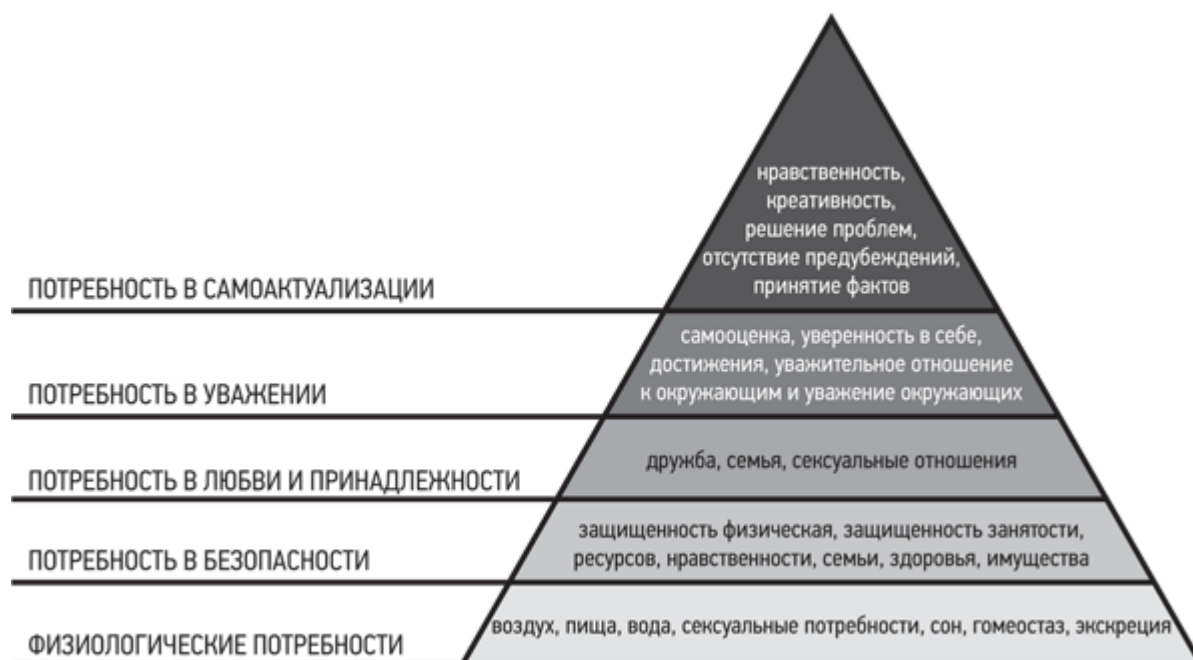 нравственность,
креативность,
решение проблем,
отсутствие предубеждений,
принятие фактов
ПОТРЕБНОСТЬ В САМОАКТУАЛИЗАЦИИ
самооценка, уверенность в себе,
достижения, уважительное отношение
к окружающим и уважение окружающих
ПОТРЕБНОСТЬ В УВАЖЕНИИ
дружба, семья, сексуальные отношения
ПОТРЕБНОСТЬ В ЛЮБВИ И ПРИНАДЛЕЖНОСТИ
защищенность физическая, защищенность занятости,
ресурсов, нравственности, семьи, здоровья, имущества
ПОТРЕБНОСТЬ В БЕЗОПАСНОСТИ
воздух, пища, вода, сексуальные потребности, сон, гомеостаз, экскреция
ФИЗИОЛОГИЧЕСКИЕ ПОТРЕБНОСТИ